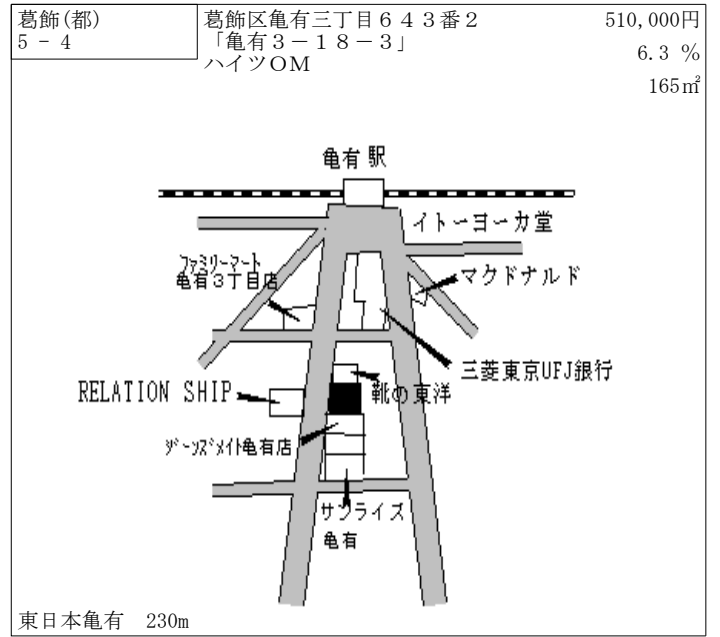 葛飾(都)
5 - 4
葛飾区亀有三丁目６４３番２
「亀有３－１８－３」
ハイツＯＭ
510,000円
6.3 %
165㎡
亀有 駅
イトーヨーカ堂
ファミリーマート
亀有３丁目店
マクドナルド
三菱東京UFJ銀行
RELATION SHIP
靴の東洋
ジーンズメイト亀有店
サンライズ
亀有
東日本亀有 230m